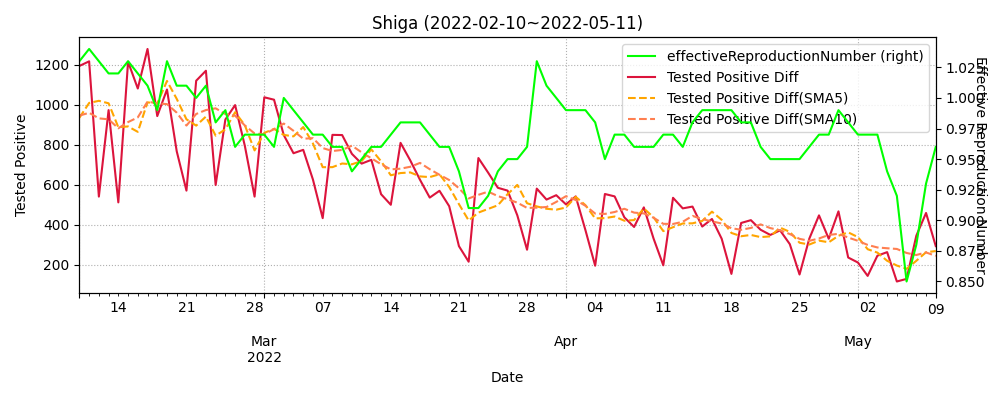 Shiga (2022-02-10~2022-05-11)
effectiveReproductionNumber (right)
Tested Positive Diff
Tested Positive Diff(SMA5)
Tested Positive Diff(SMA10)
Tested Positive
1200
1000
800
600
400
200
Effective ReproductionNumber
1.025
1.000
0.975
0.950
0.925
0.900
0.875
0.850
14 21 28 07 14 21 28 04 11 18 25 02 09
Mar Apr May
2022
Date